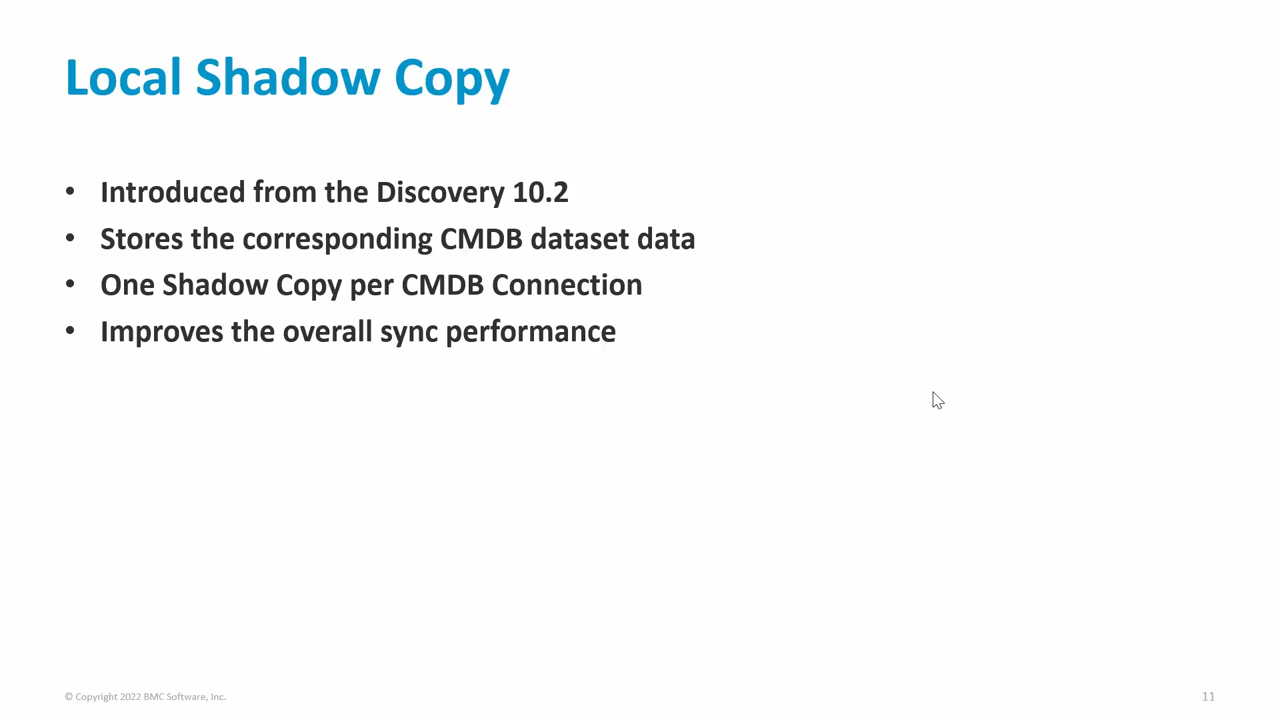 Local Shadow Copy
• Introduced from the Discovery 10.2
• Stores the corresponding CMDB dataset data
• One Shadow Copy per CMDB Connection
• Improves the overall sync performance
© Copyright 2022 BMC Software, Inc.
11